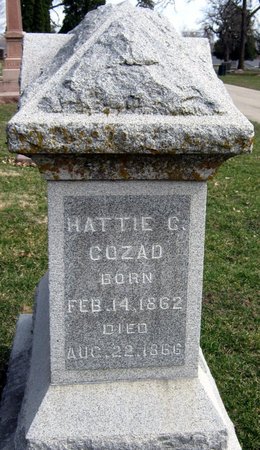 HATTIE C.
COZAD
BORN
FEB. 14, 1862
DIED
AUG. 22, 1866